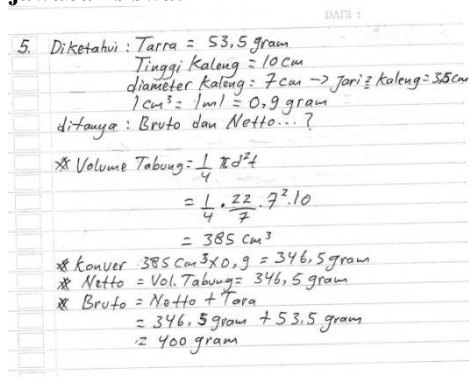 DATE :
5. Diketahui : Tarra = 53,5 gram
Tinggi kaleng = 10 cm
diameter kaleng = 7 cm -> jari² kaleng = 3,5 cm
1 cm³ = 1 ml = 0,9 gram
ditanya : Bruto dan Netto... ?
※ Volume Tabung = 1/4 πd²t
= 1/4 . 22/7 . 7² . 10
= 385 cm³
※ Konver 385 cm³ x 0,9 = 346,5 gram
※ Netto = Vol. Tabung = 346,5 gram
※ Bruto = Netto + Tara
= 346,5 gram + 53,5 gram
= 400 gram